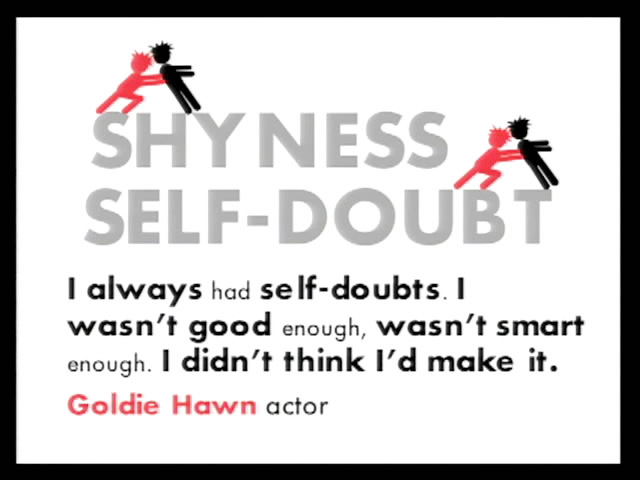 SHYNESS
SELF-DOUBT
I always had self-doubts. I
wasn't good enough, wasn't smart
enough. I didn't think I'd make it.
Goldie Hawn actor